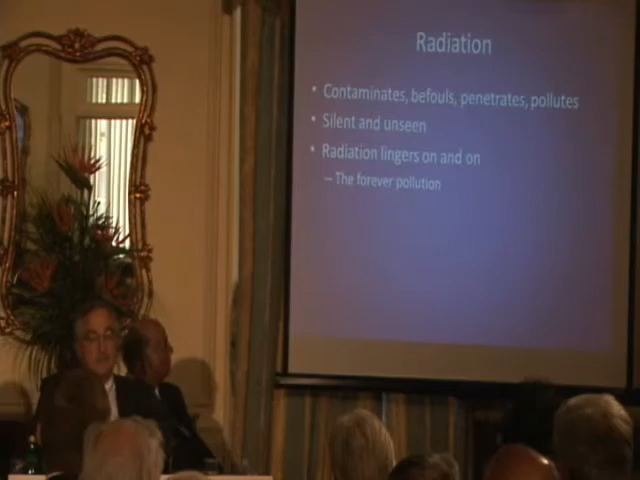 Radiation
• Contaminates, befouls, penetrates, pollutes
• Silent and unseen
• Radiation lingers on and on
– The forever pollution